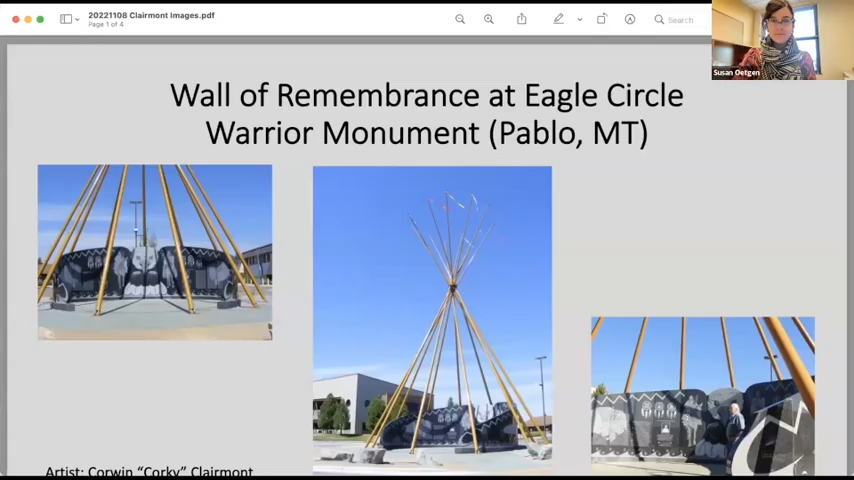 20221108 Clairmont Images.pdf
Page 1 of 4
Search
Susan Oetgen
Wall of Remembrance at Eagle Circle
Warrior Monument (Pablo, MT)
Artist: Corwin “Corky” Clairmont